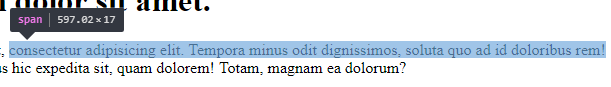 dolor sit amet.
span 597.02×17
, consectetur adipisicing elit. Tempora minus odit dignissimos, soluta quo ad id doloribus rem!
us hic expedita sit, quam dolorem! Totam, magnam ea dolorum?